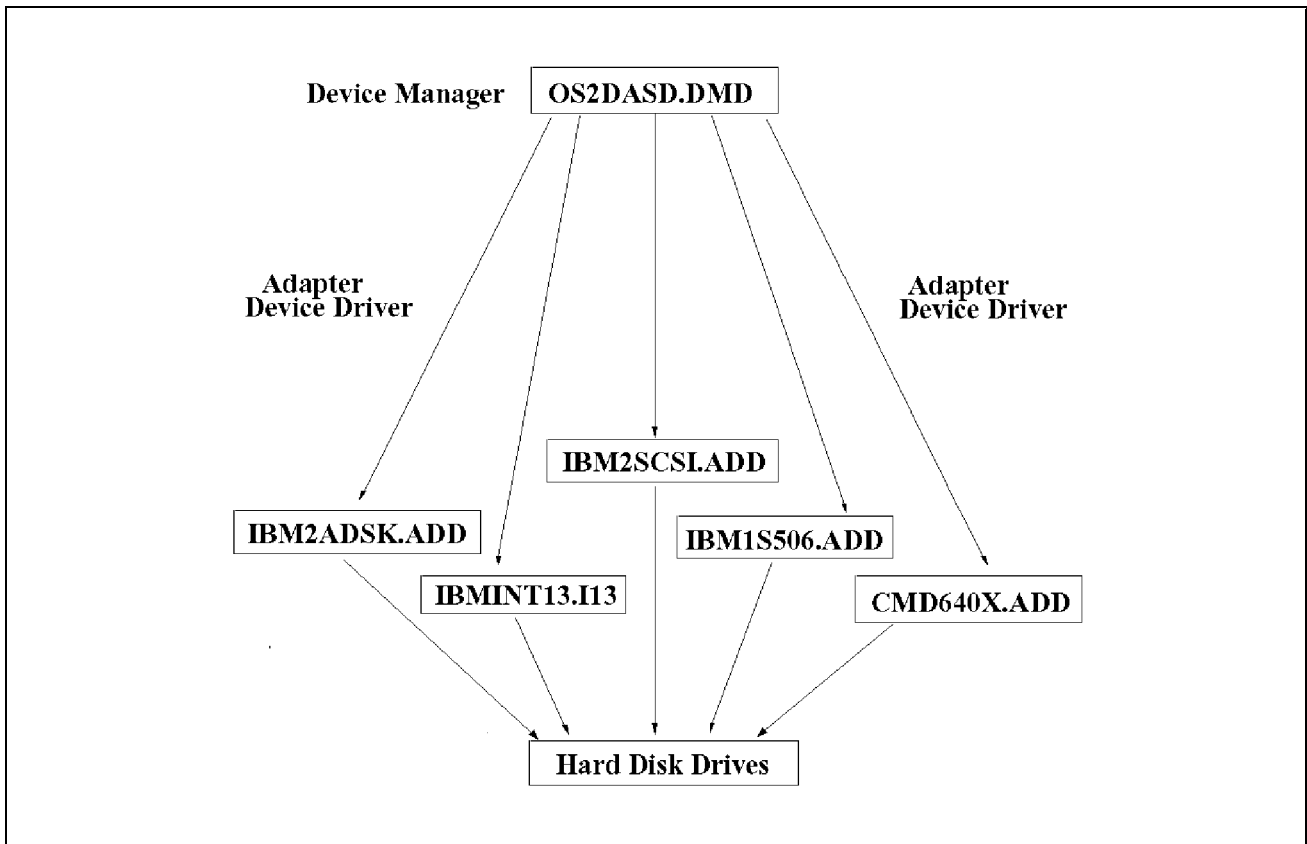 Device Manager
OS2DASD.DMD
Adapter
Device Driver
Adapter
Device Driver
IBM2SCSI.ADD
IBM2ADSK.ADD
IBM1S506.ADD
IBMINT13.I13
CMD640X.ADD
Hard Disk Drives